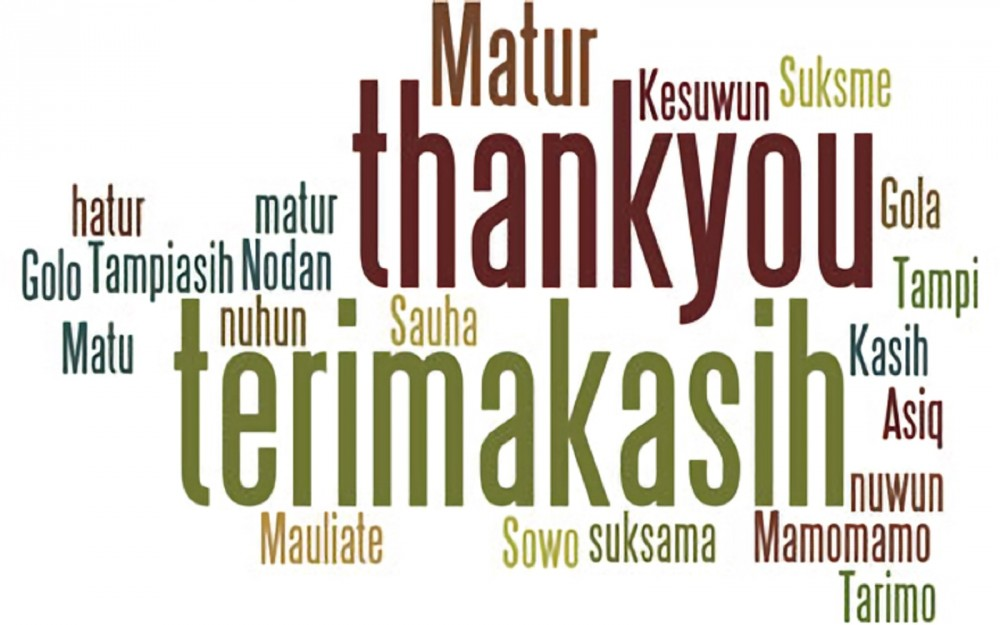 Matur
Kesuwun Suksme
thankyou
hatur matur Gola
Golo Tampiasih Nodan Tampi
nuhun Sauha
Matu Kasih
terimakasih
Asiq
nuwun
Mauliate Sowo suksama Mamomamo
Tarimo